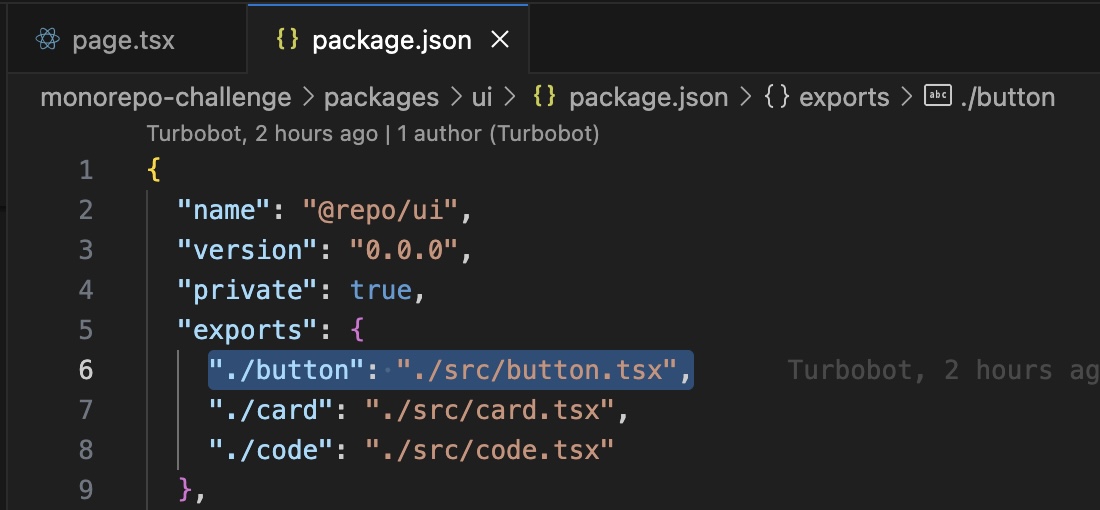 page.tsx
{} package.json ×
monorepo-challenge > packages > ui > {} package.json > {} exports > abc ./button
Turbobot, 2 hours ago | 1 author (Turbobot)
1 {
2 "name": "@repo/ui",
3 "version": "0.0.0",
4 "private": true,
5 "exports": {
6 "./button": "./src/button.tsx", Turbobot, 2 hours
7 "./card": "./src/card.tsx",
8 "./code": "./src/code.tsx"
9 },